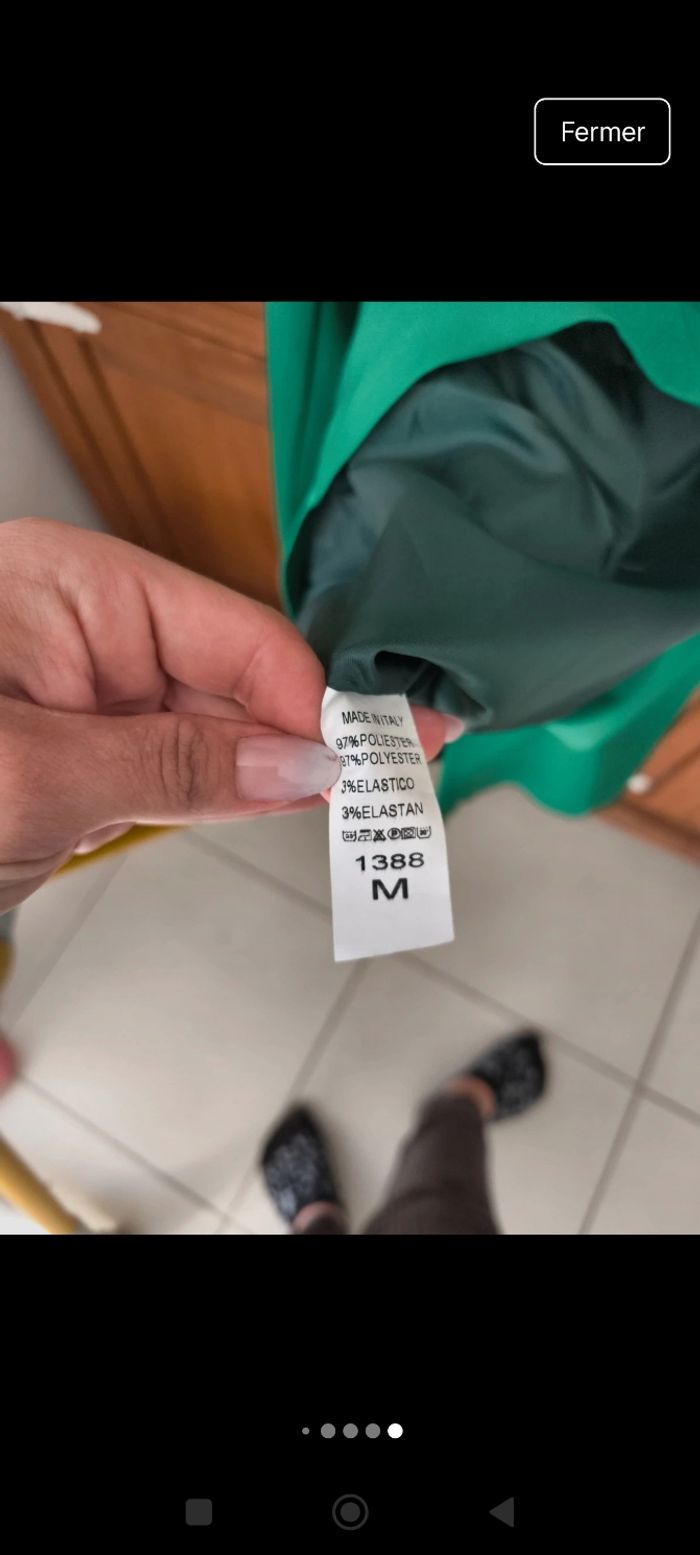 Fermer
MADE IN ITALY
97%POLIESTER
97%POLYESTER
3%ELASTICO
3%ELASTAN
1388
M